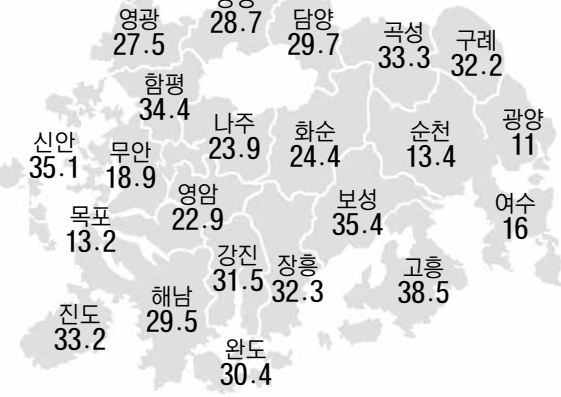 영광
27.5
28.7
담양
29.7
곡성
33.3
구례
32.2
함평
34.4
나주
23.9
화순
24.4
순천
13.4
광양
11
신안
35.1
무안
18.9
영암
22.9
보성
35.4
여수
16
목포
13.2
강진
31.5
장흥
32.3
고흥
38.5
해남
29.5
진도
33.2
완도
30.4